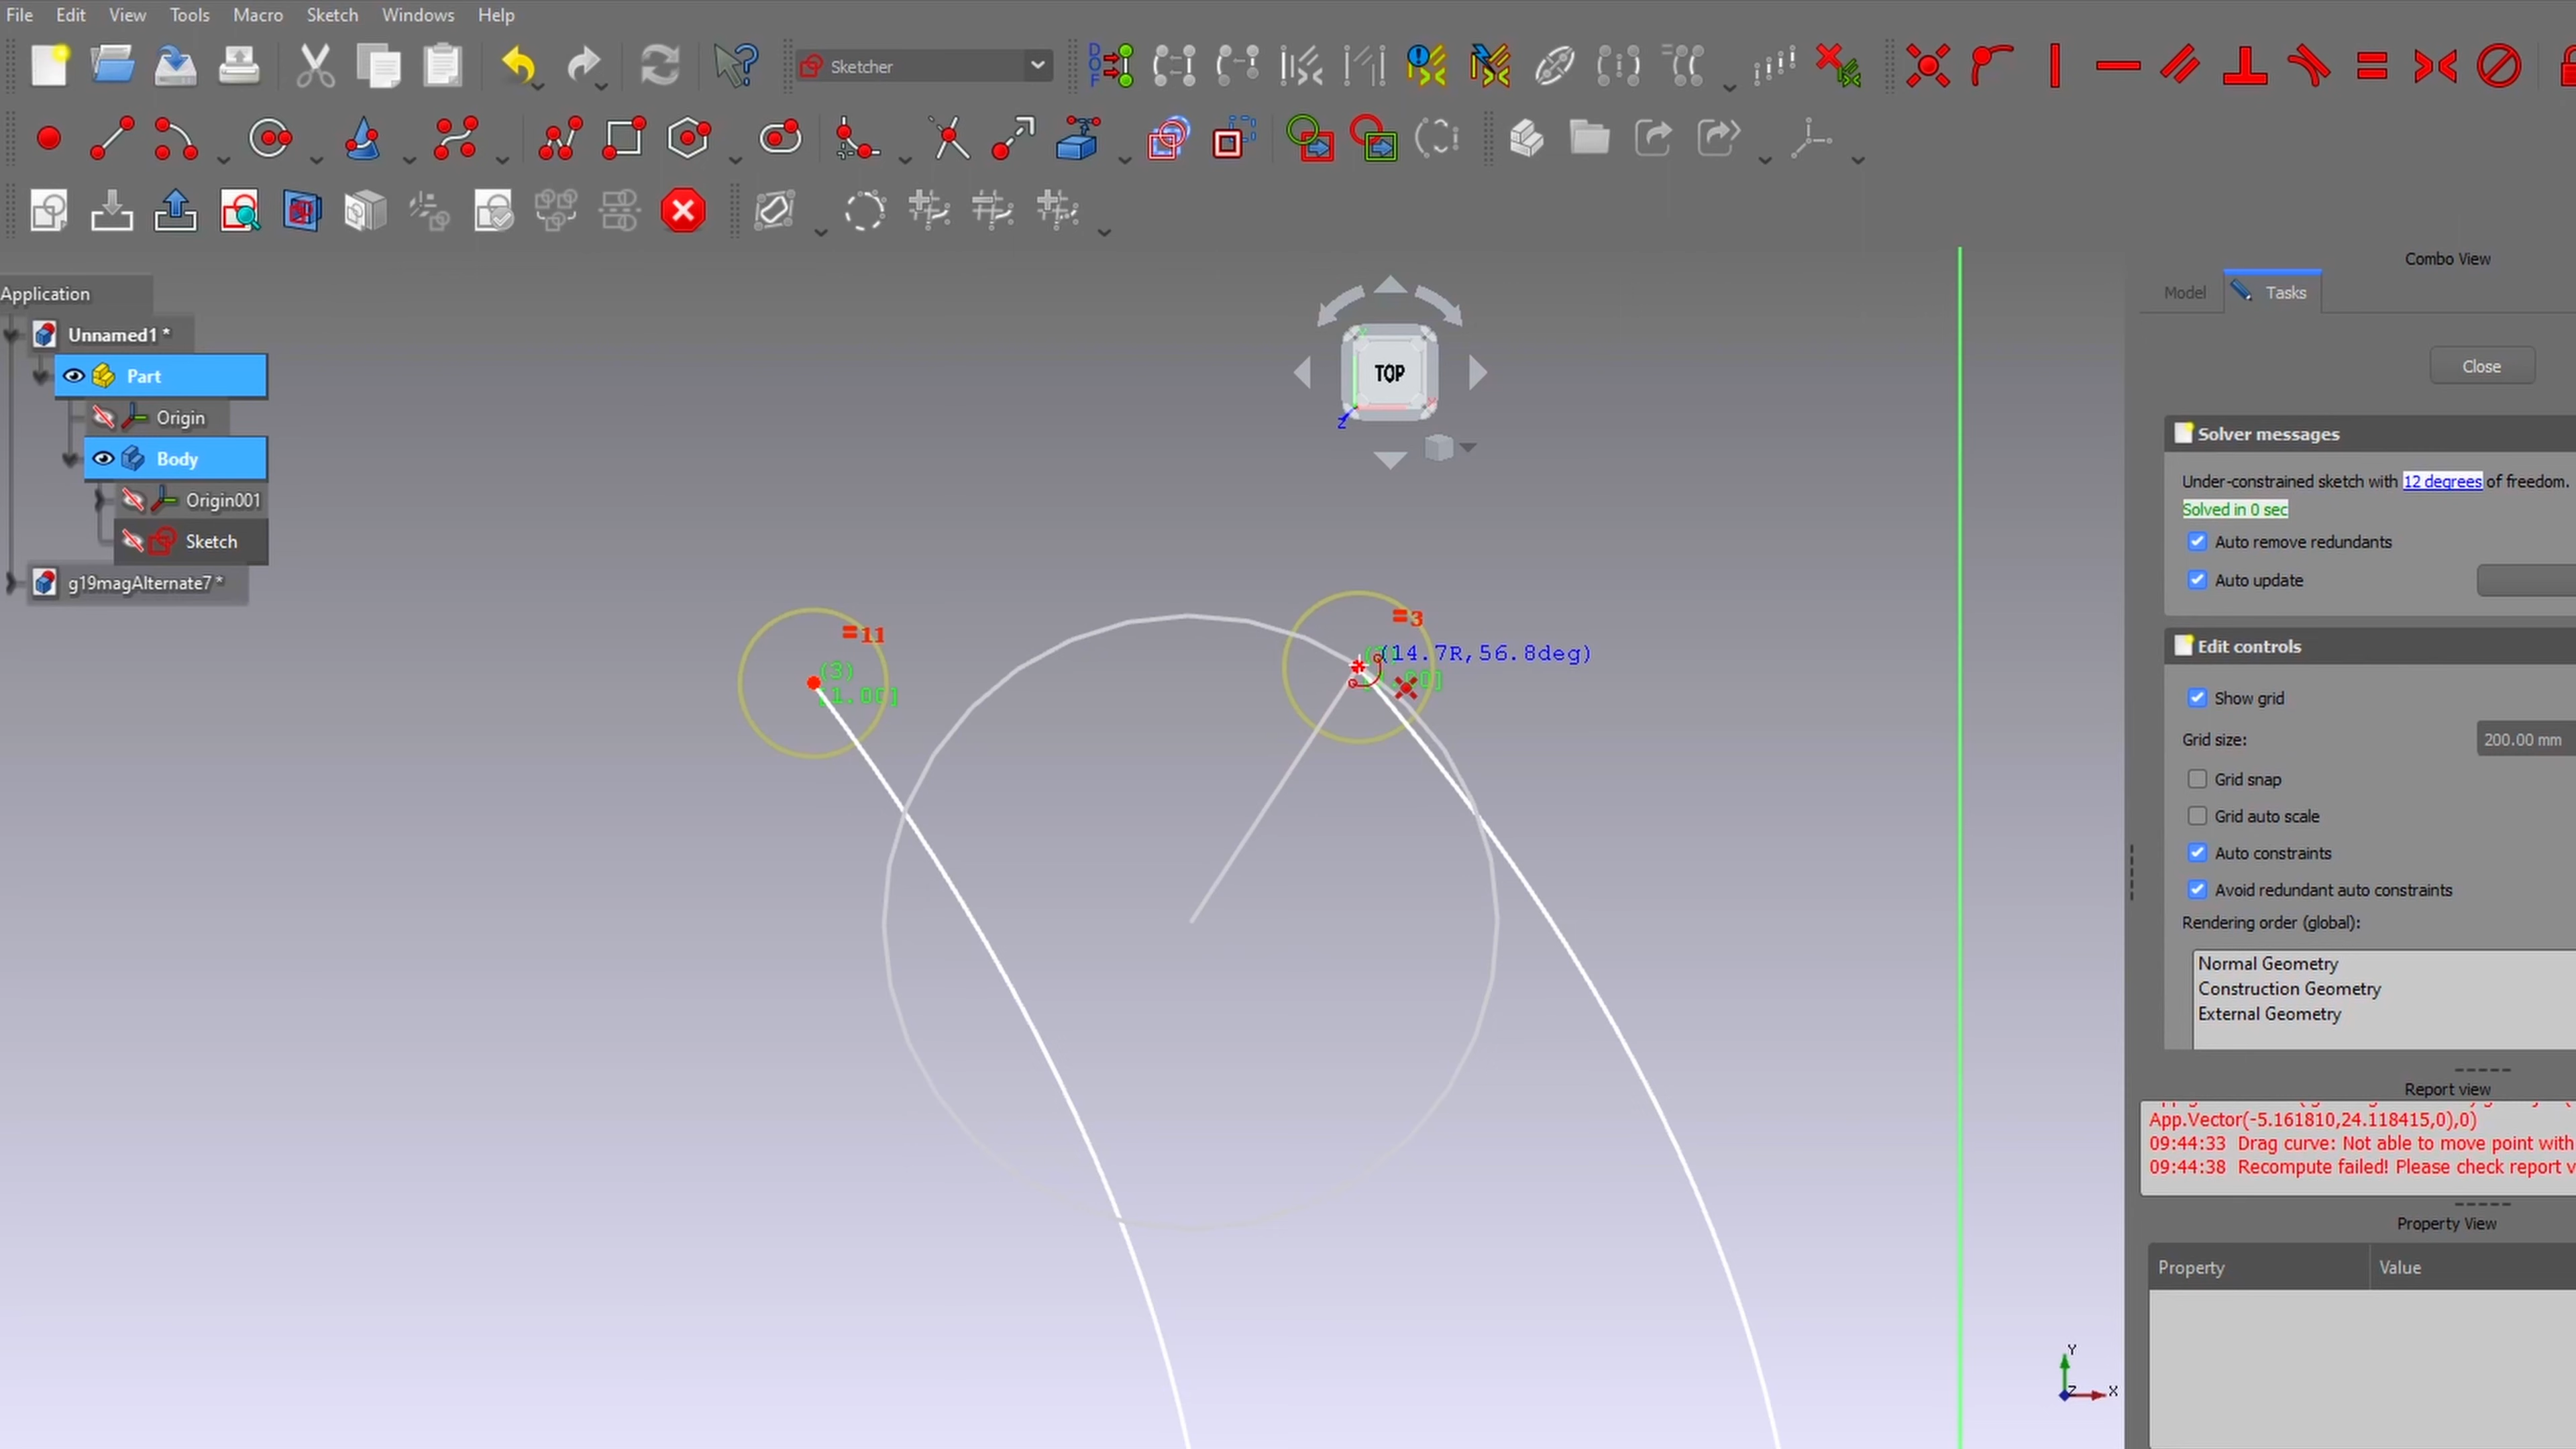 File Edit View Tools Macro Sketch Windows Help
Sketcher
Combo View
Application
Model Tasks
Unnamed1 *
Part
TOP
Close
Origin
Z
Solver messages
Body
Under-constrained sketch with 12 degrees of freedom.
Origin001
Solved in 0 sec
Sketch
Auto remove redundants
g19magAlternate7 *
Auto update
=3
=11
Edit controls
(14.7R,56.8deg)
(3)
[1.00]
Show grid
Grid size: 200.00 mm
Grid snap
Grid auto scale
Auto constraints
Avoid redundant auto constraints
Rendering order (global):
Normal Geometry
Construction Geometry
External Geometry
Report view
App.Vector(-5.161810,24.118415,0),0)
09:44:33 Drag curve: Not able to move point with
09:44:38 Recompute failed! Please check report v
Property View
Property Value
Y
Z X